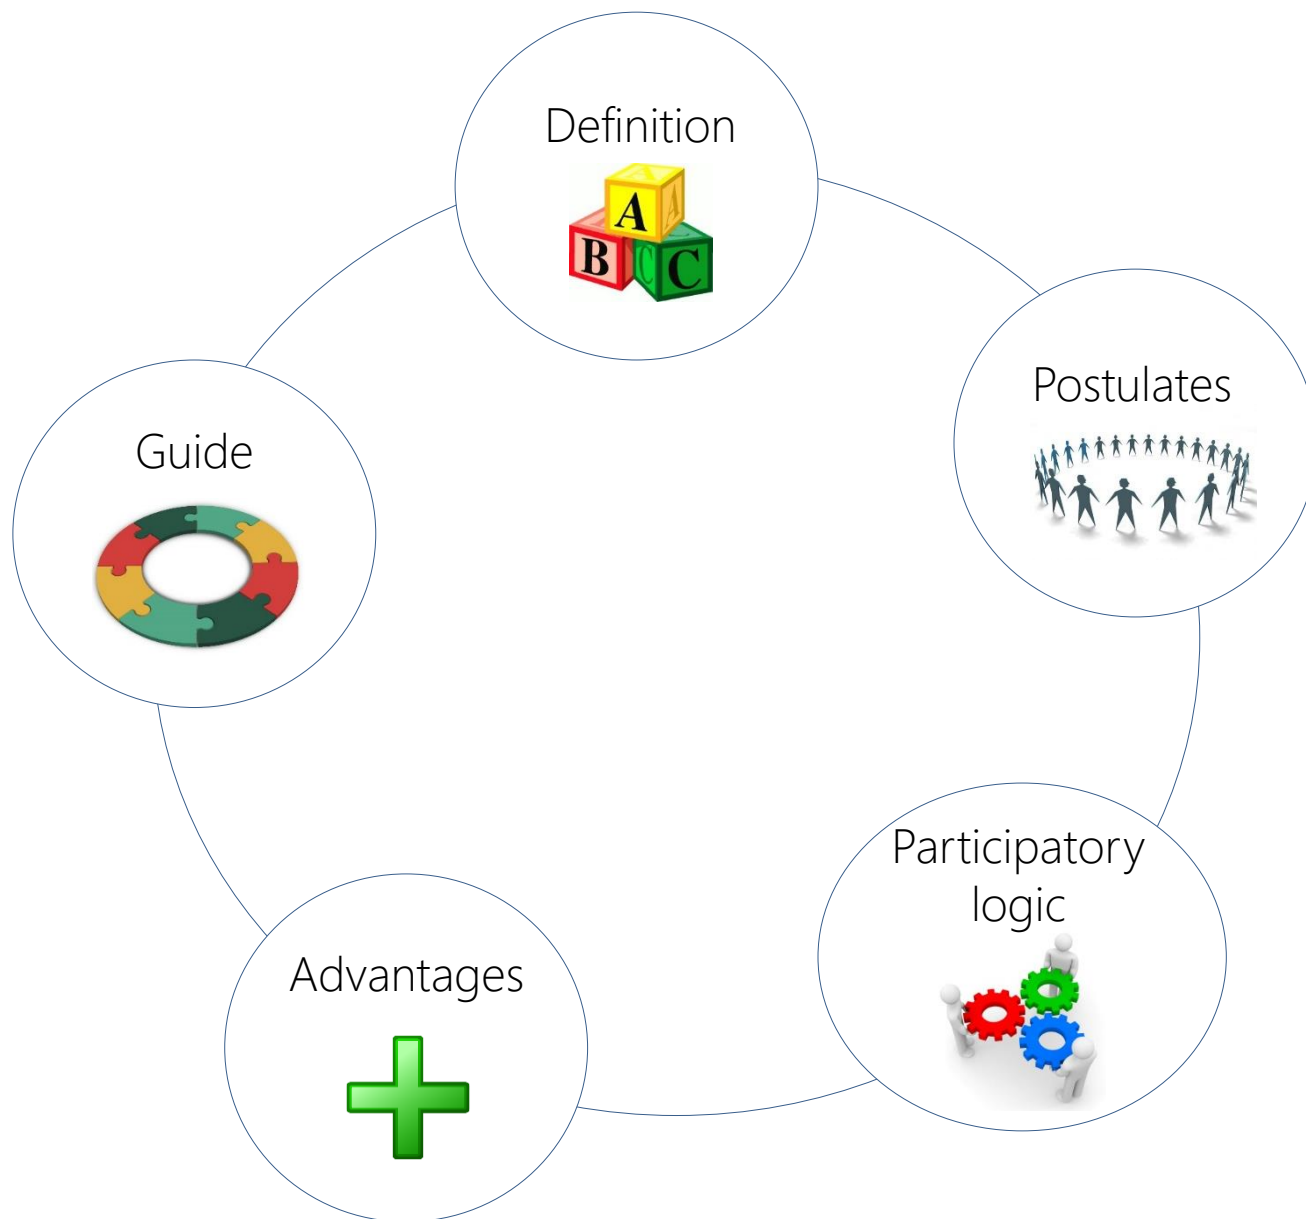 Definition
A
A
B
C
C
Postulates
Guide
Participatory
logic
Advantages